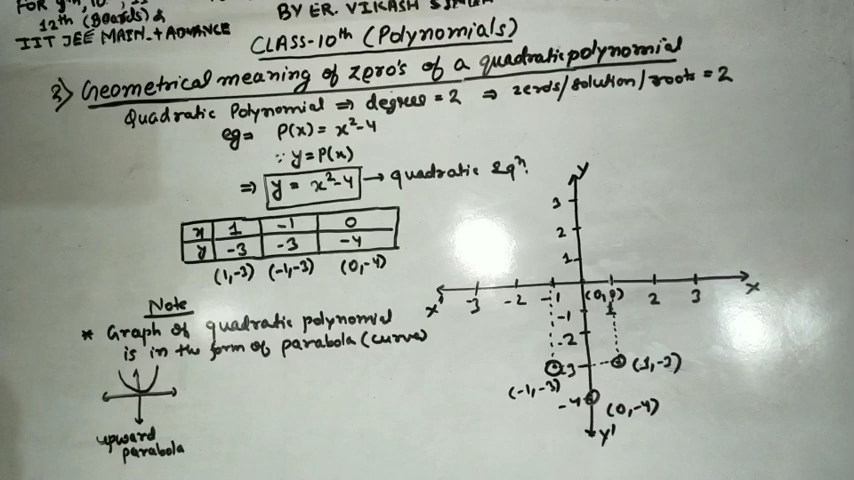 FOR 9th, 10th,
12th (Boards) &
IIT JEE MAIN.+ADVANCE
BY ER. VIKASH
CLASS-10th (Polynomials)
3) Geometrical meaning of zero's of a quadratic polynomial
Quadratic Polynomial ⇒ degree = 2 ⇒ zeros/solution/roots = 2
eg= P(x) = x²-4
∵ y = P(x)
⇒ y = x²-4 → quadratic Eqⁿ.
x 1 -1 0
y -3 -3 -4
(1,-3) (-1,-3) (0,-4)
Note
* Graph of quadratic polynomial
is in the form of parabola (curve)
upward
parabola
y
3
2
1
x' -3 -2 -1 (0,0) 1 2 3 x
-1
-2
-3 (1,-3)
(-1,-3)
-4 (0,-4)
y'